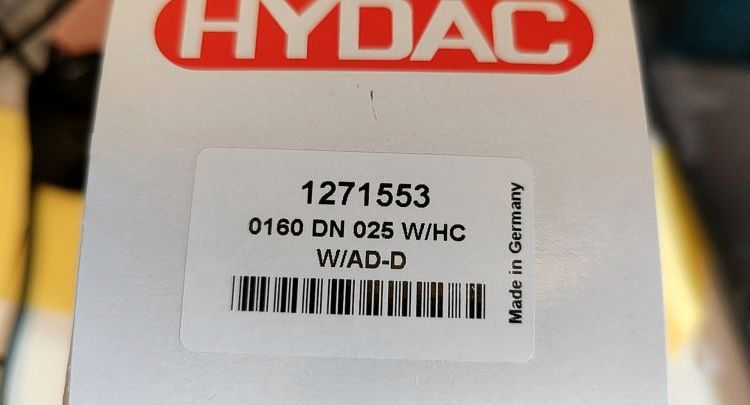 HYDAC
1271553
0160 DN 025 W/HC
W/AD-D
Made in Germany